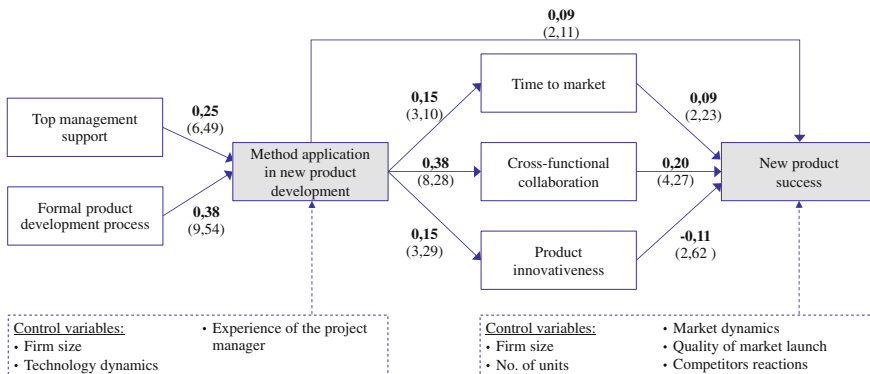 0,09
(2,11)
Top management
support
0,25
(6,49)
Formal product
development process
0,38
(9,54)
Method application
in new product
development
0,15
(3,10)
0,38
(8,28)
0,15
(3,29)
Time to market
Cross-functional
collaboration
Product
innovativeness
0,09
(2,23)
0,20
(4,27)
-0,11
(2,62 )
New product
success
Control variables:
• Firm size
• Technology dynamics
• Experience of the project
manager
Control variables:
• Firm size
• No. of units
• Market dynamics
• Quality of market launch
• Competitors reactions